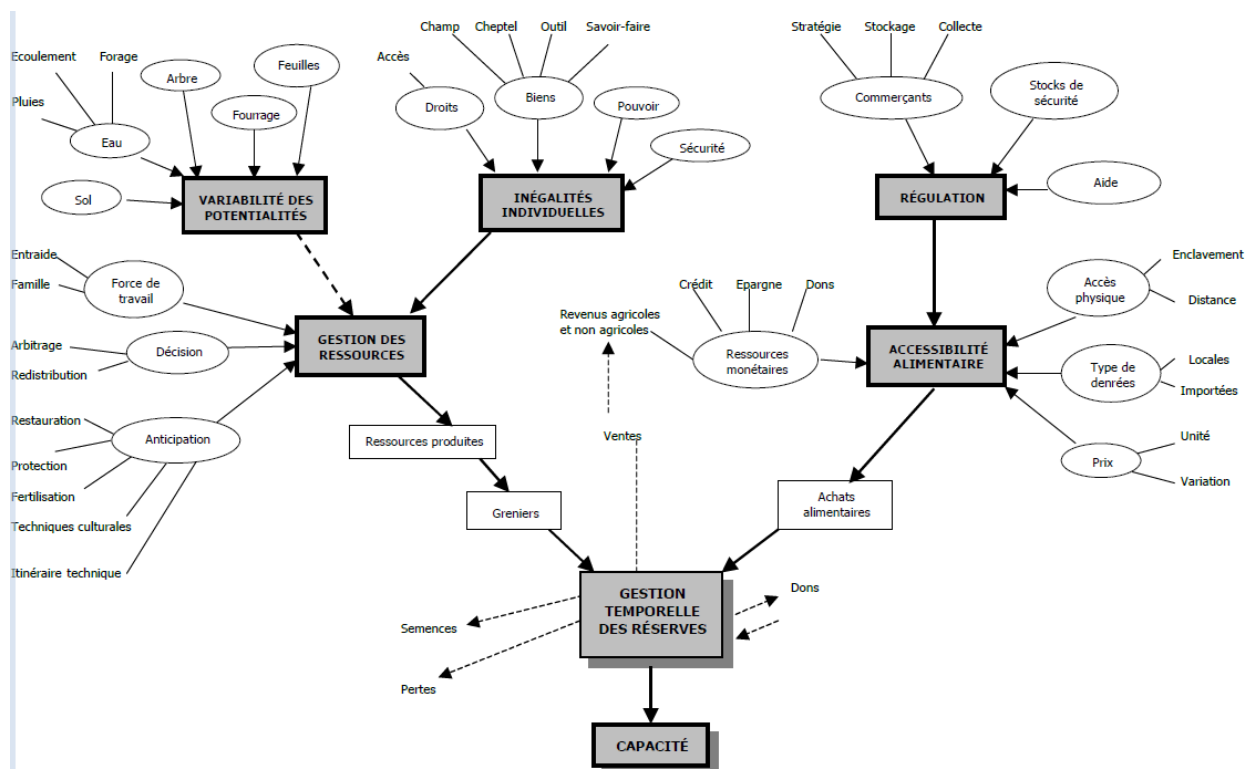 Champ
Cheptel
Outil
Savoir-faire
Stratégie
Stockage
Collecte
Ecoulement
Forage
Accès
Arbre
Feuilles
Pluies
Fourrage
Droits
Biens
Pouvoir
Commerçants
Stocks de
sécurité
Eau
Sécurité
Sol
VARIABILITÉ DES
POTENTIALITÉS
INÉGALITÉS
INDIVIDUELLES
RÉGULATION
Aide
Entraide
Famille
Force de
travail
Enclavement
Accès
physique
Distance
Crédit
Epargne
Dons
Revenus agricoles
et non agricoles
Arbitrage
Décision
Redistribution
GESTION DES
RESSOURCES
Ressources
monétaires
ACCESSIBILITÉ
ALIMENTAIRE
Type de
denrées
Locales
Importées
Restauration
Anticipation
Protection
Fertilisation
Techniques culturales
Itinéraire technique
Ressources produites
Ventes
Unité
Prix
Variation
Greniers
Achats
alimentaires
GESTION
TEMPORELLE
DES RÉSERVES
Dons
Semences
Pertes
CAPACITÉ